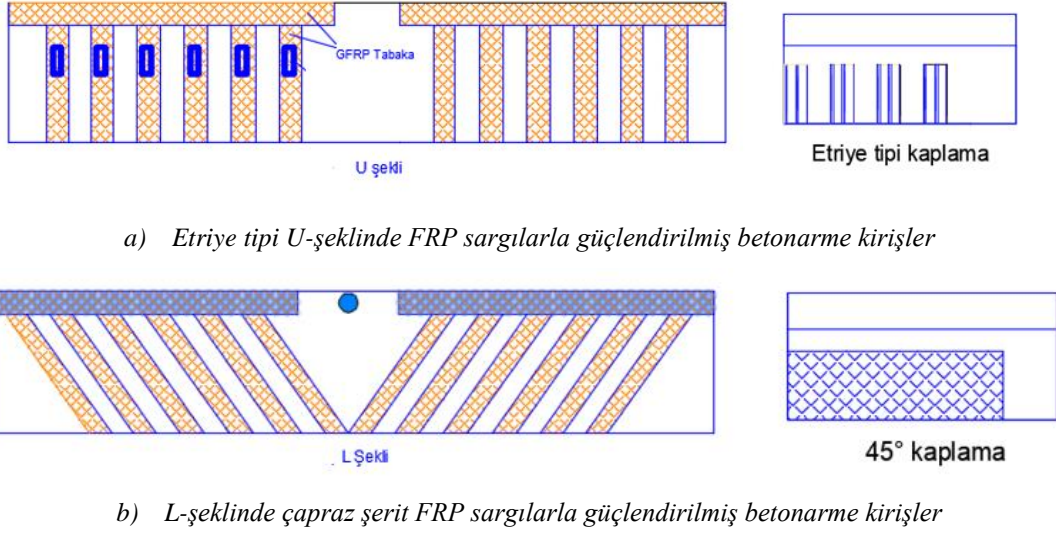 GFRP Tabaka
U şekli
Etriye tipi kaplama
a) Etriye tipi U-şeklinde FRP sargılarla güçlendirilmiş betonarme kirişler
L Şekli
45° kaplama
b) L-şeklinde çapraz şerit FRP sargılarla güçlendirilmiş betonarme kirişler